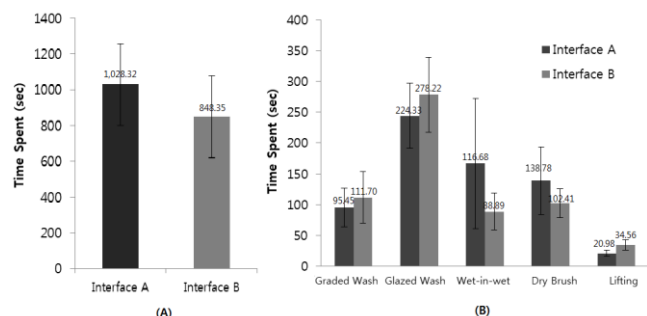 1400
1200
1000
800
600
400
200
0
Time Spent (sec)
1,028.32
848.35
Interface A
Interface B
(A)
400
350
300
250
200
150
100
50
0
Time Spent (sec)
Interface A
Interface B
95.45
111.70
224.33
278.22
116.68
88.89
138.78
102.41
20.98
34.56
Graded Wash
Glazed Wash
Wet-in-wet
Dry Brush
Lifting
(B)